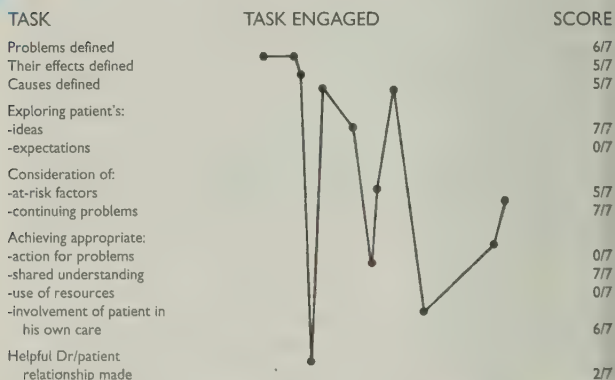 TASK TASK ENGAGED SCORE
Problems defined 6/7
Their effects defined 5/7
Causes defined 5/7
Exploring patient's:
-ideas 7/7
-expectations 0/7
Consideration of:
-at-risk factors 5/7
-continuing problems 7/7
Achieving appropriate:
-action for problems 0/7
-shared understanding 7/7
-use of resources 0/7
-involvement of patient in
his own care 6/7
Helpful Dr/patient
relationship made 2/7